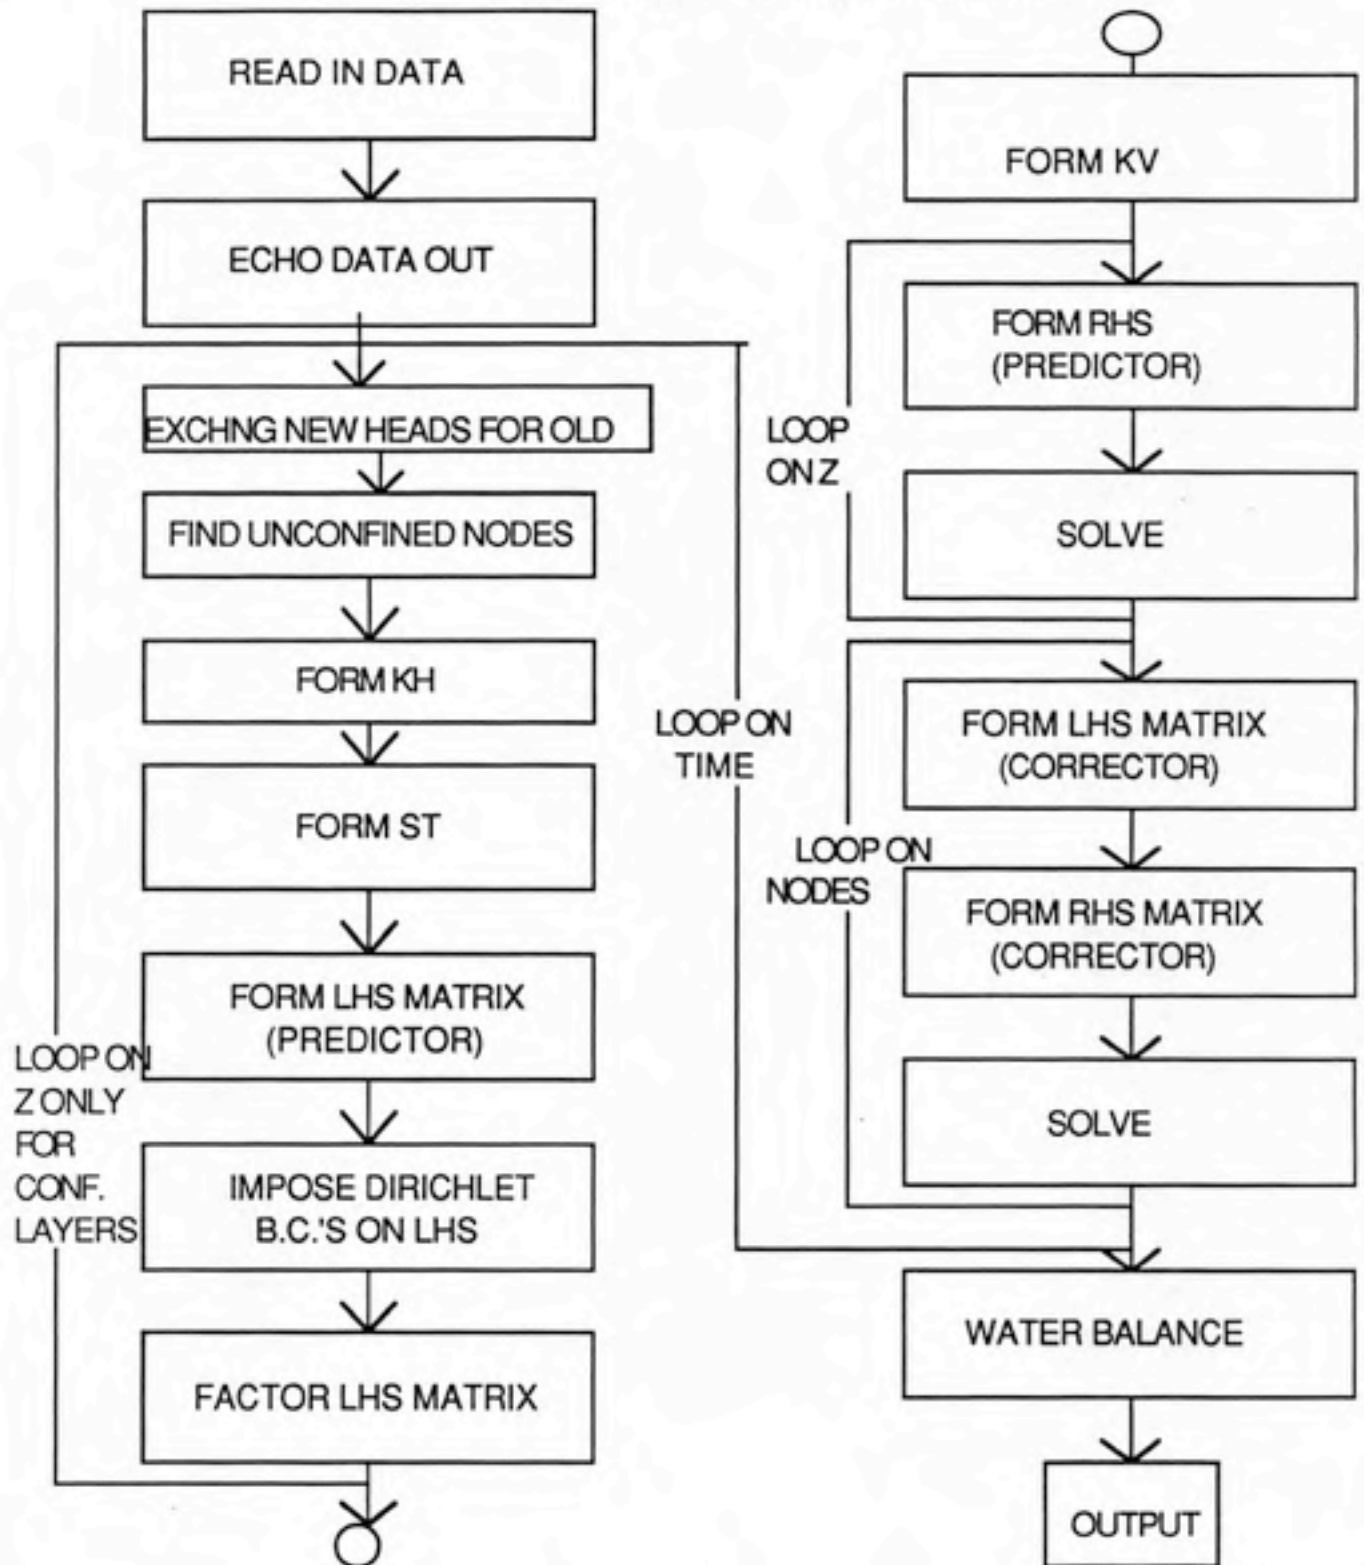 READ IN DATA
ECHO DATA OUT
EXCHNG NEW HEADS FOR OLD
FIND UNCONFINED NODES
FORM KH
FORM ST
FORM LHS MATRIX
(PREDICTOR)
LOOP ON
Z ONLY
FOR
CONF.
LAYERS
IMPOSE DIRICHLET
B.C.'S ON LHS
FACTOR LHS MATRIX
LOOP ON
TIME
FORM KV
FORM RHS
(PREDICTOR)
LOOP
ON Z
SOLVE
FORM LHS MATRIX
(CORRECTOR)
LOOP ON
NODES
FORM RHS MATRIX
(CORRECTOR)
SOLVE
WATER BALANCE
OUTPUT